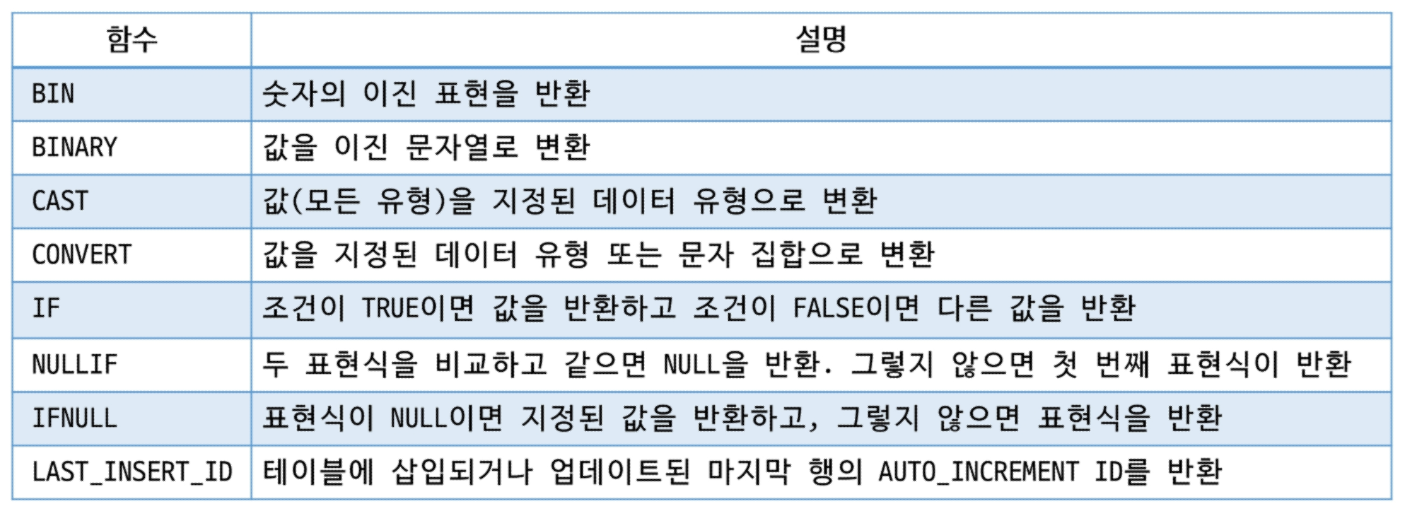 함수 설명
BIN 숫자의 이진 표현을 반환
BINARY 값을 이진 문자열로 변환
CAST 값(모든 유형)을 지정된 데이터 유형으로 변환
CONVERT 값을 지정된 데이터 유형 또는 문자 집합으로 변환
IF 조건이 TRUE이면 값을 반환하고 조건이 FALSE이면 다른 값을 반환
NULLIF 두 표현식을 비교하고 같으면 NULL을 반환. 그렇지 않으면 첫 번째 표현식이 반환
IFNULL 표현식이 NULL이면 지정된 값을 반환하고, 그렇지 않으면 표현식을 반환
LAST_INSERT_ID 테이블에 삽입되거나 업데이트된 마지막 행의 AUTO_INCREMENT ID를 반환